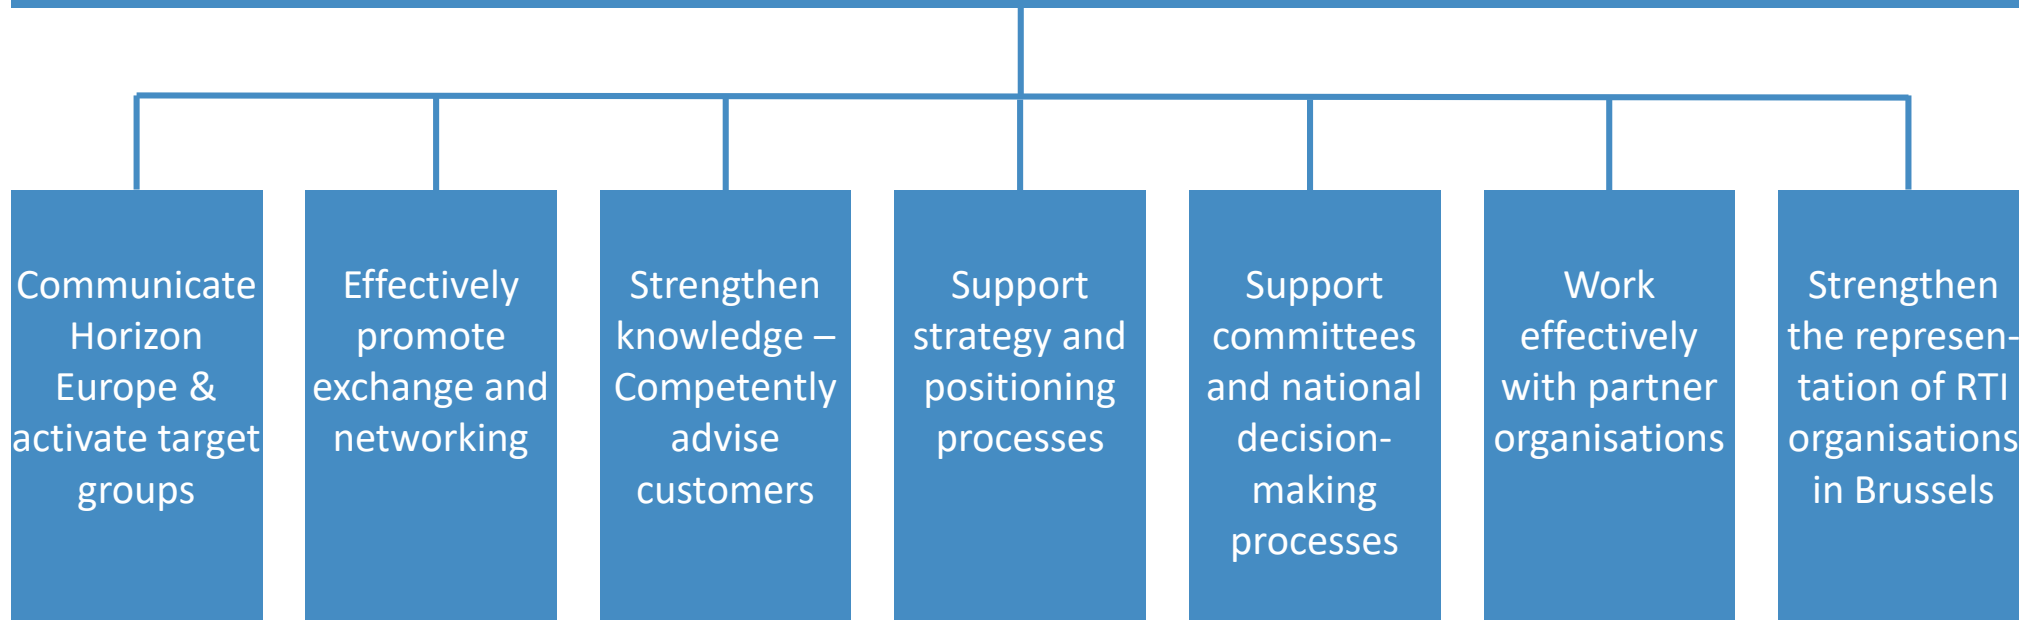 Communicate
Horizon
Europe &
activate target
groups
Effectively
promote
exchange and
networking
Strengthen
knowledge –
Competently
advise
customers
Support
strategy and
positioning
processes
Support
committees
and national
decision-
making
processes
Work
effectively
with partner
organisations
Strengthen
the represen-
tation of RTI
organisations
in Brussels